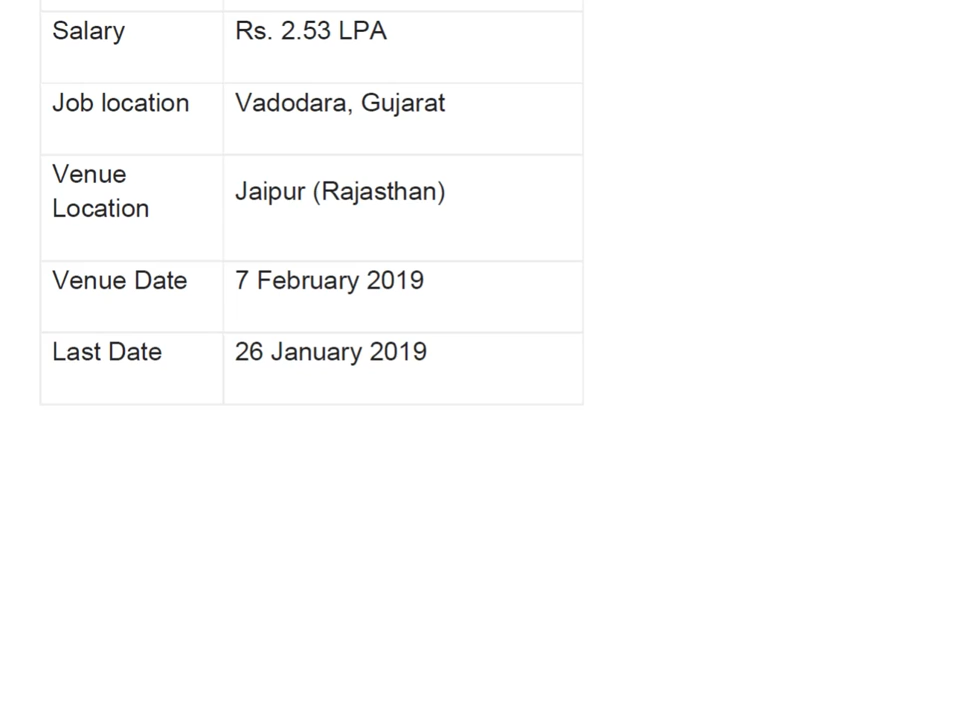 Salary Rs. 2.53 LPA
Job location Vadodara, Gujarat
Venue
Location
Jaipur (Rajasthan)
Venue Date 7 February 2019
Last Date 26 January 2019